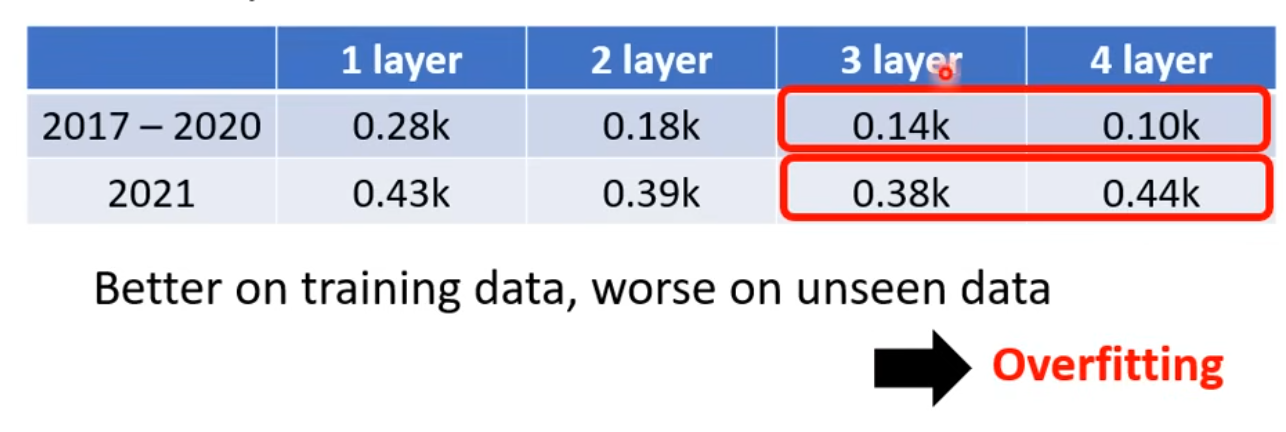 1 layer 2 layer 3 layer 4 layer
2017 – 2020 0.28k 0.18k 0.14k 0.10k
2021 0.43k 0.39k 0.38k 0.44k
Better on training data, worse on unseen data
Overfitting